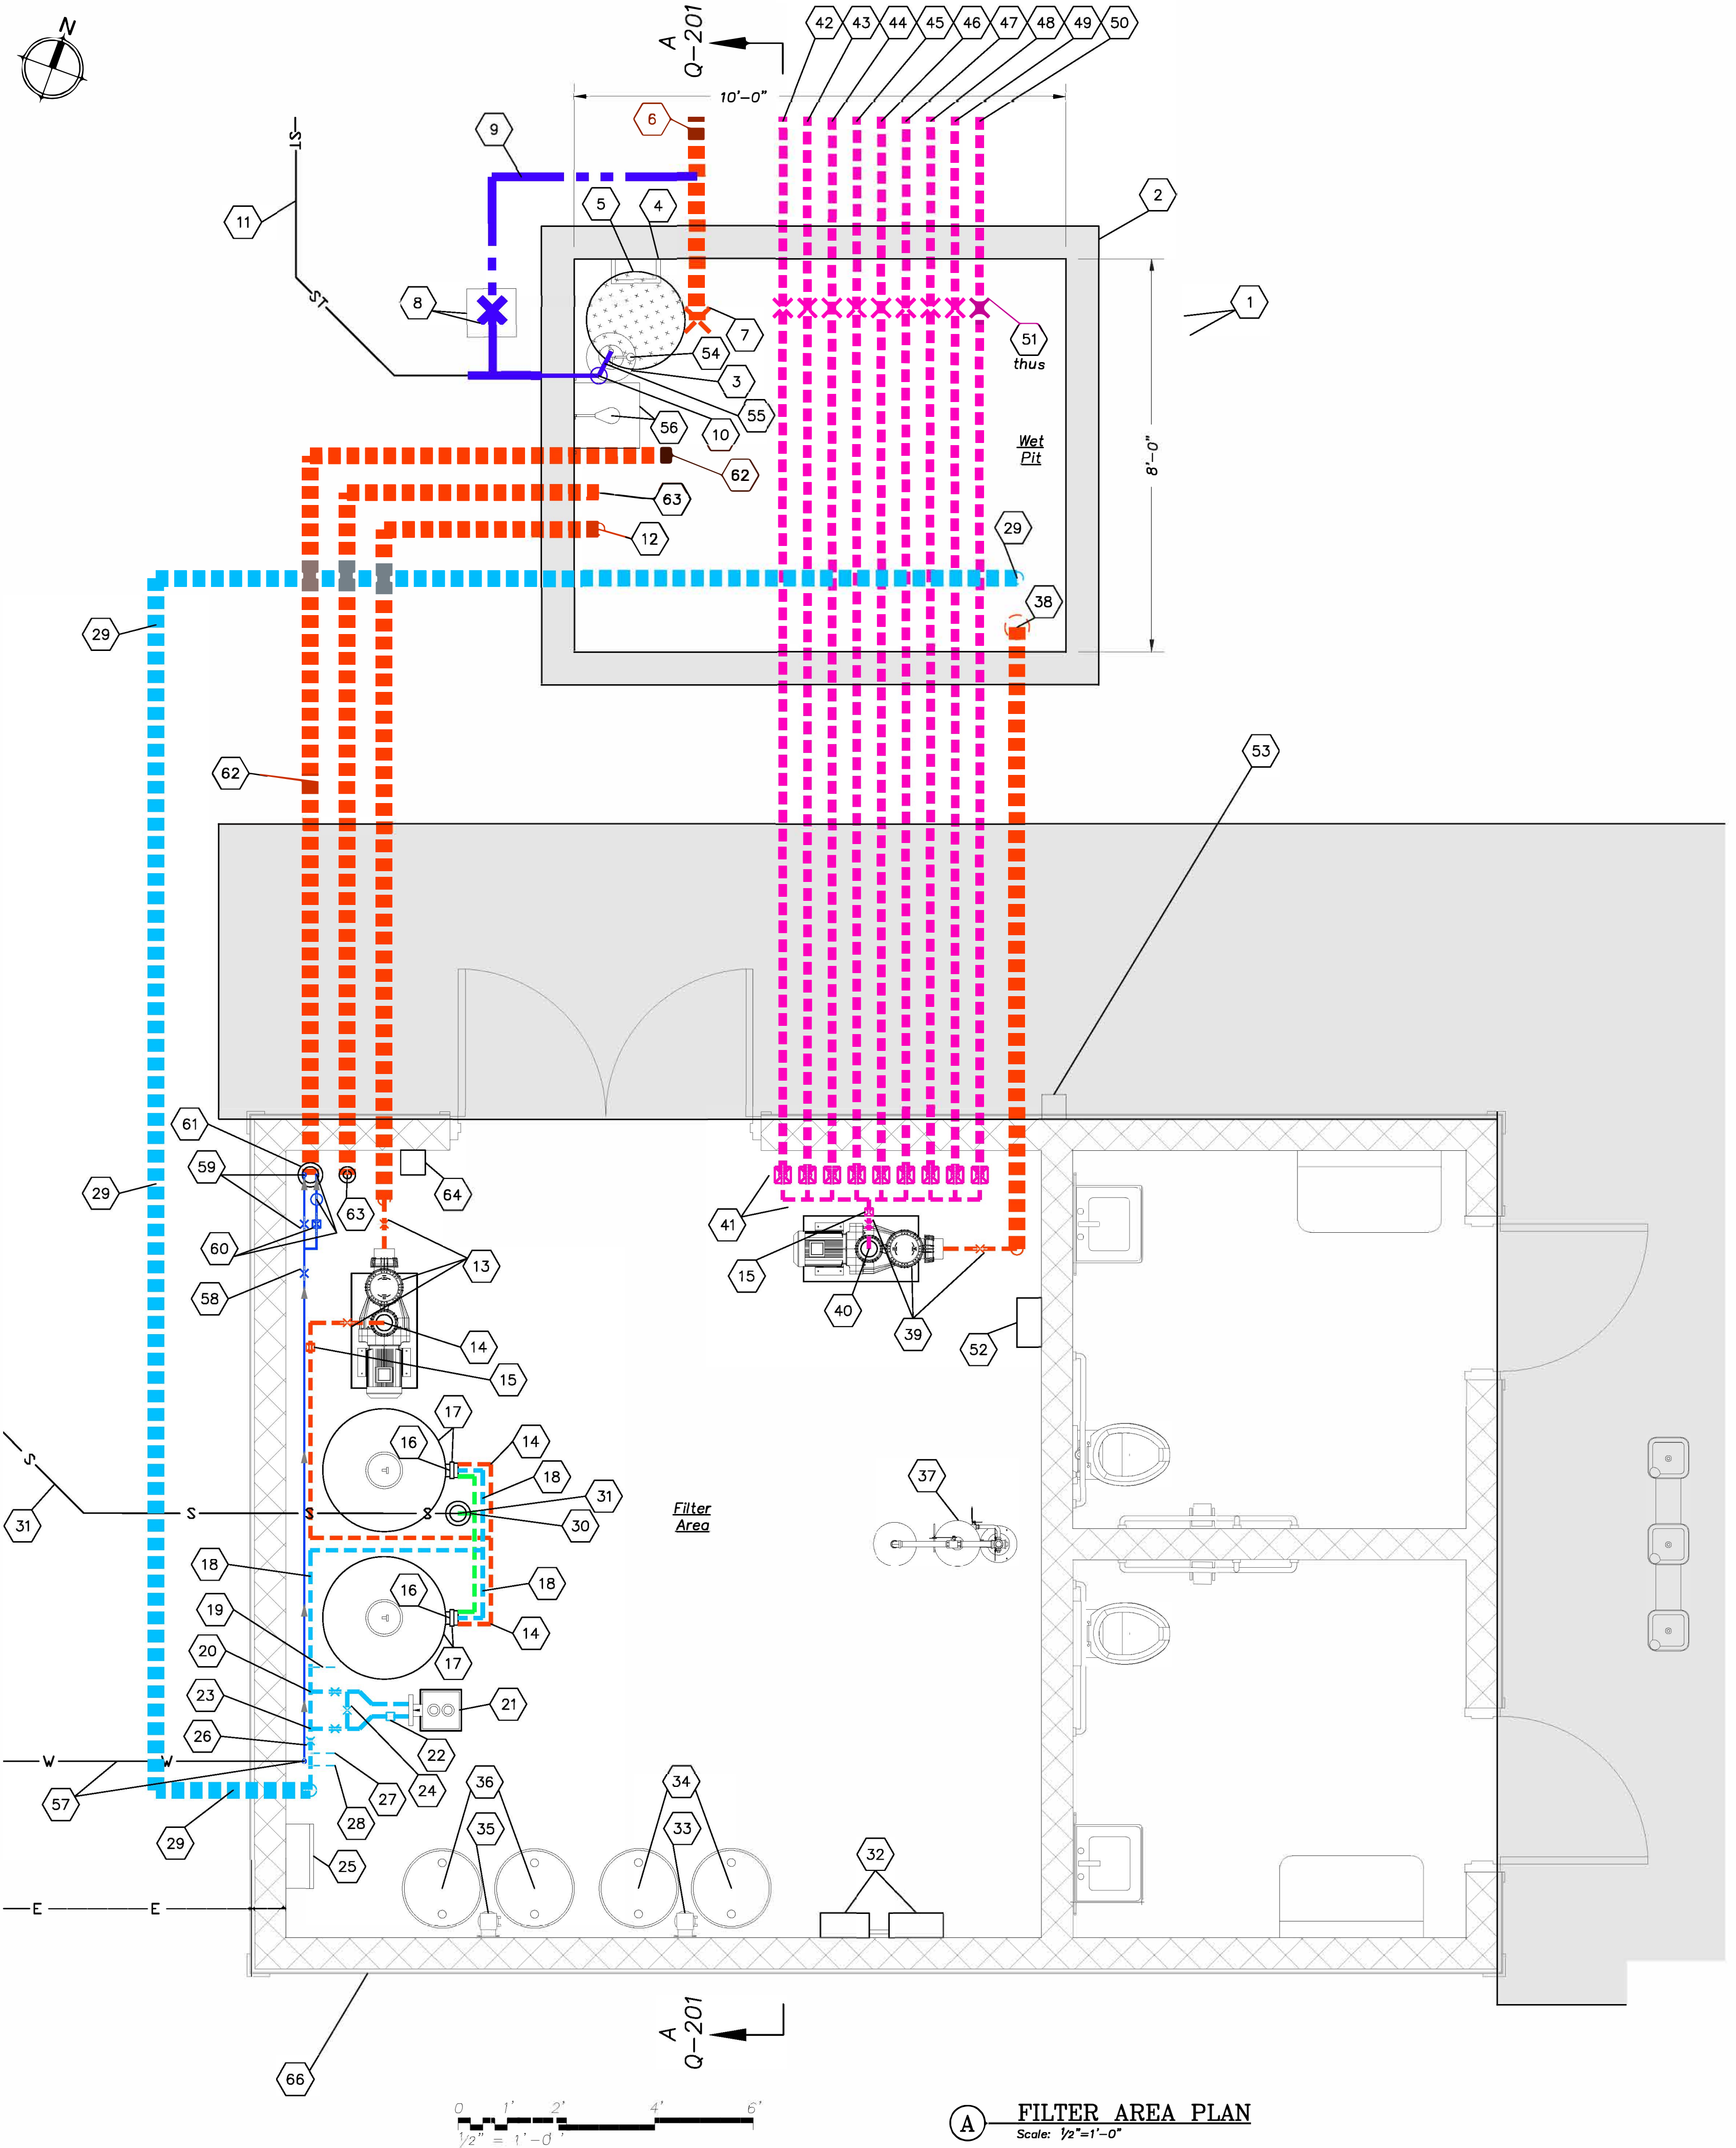 N
A
Q-201
42 43 44 45 46 47 48 49 50
10'-0"
6
9
ST
2
5
4
11
1
8
ST
7
51
thus
54
3
55
56
10
Wet
Pit
8'-0"
62
63
12
29
38
29
53
62
61
59
29
64
63
41
60
13
15
58
40
39
14
52
15
17
16
14
S
18
37
31
31
S
S
S
30
Filter
Area
18
18
16
19
14
20
17
23
21
26
22
W
W
24
27
57
28
36
34
29
35
33
32
25
E
E
A
Q-201
66
0 1' 2' 4' 6'
1/2" = 1'-0"
A
FILTER AREA PLAN
Scale: 1/2"=1'-0"